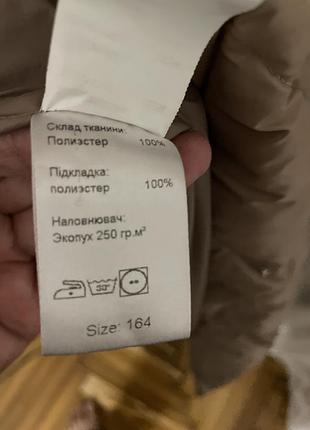 Склад тканини:
Полиэстер 100%
Підкладка:
полиэстер 100%
Наповнювач:
Экопух 250 гр.м²
30°
Size: 164